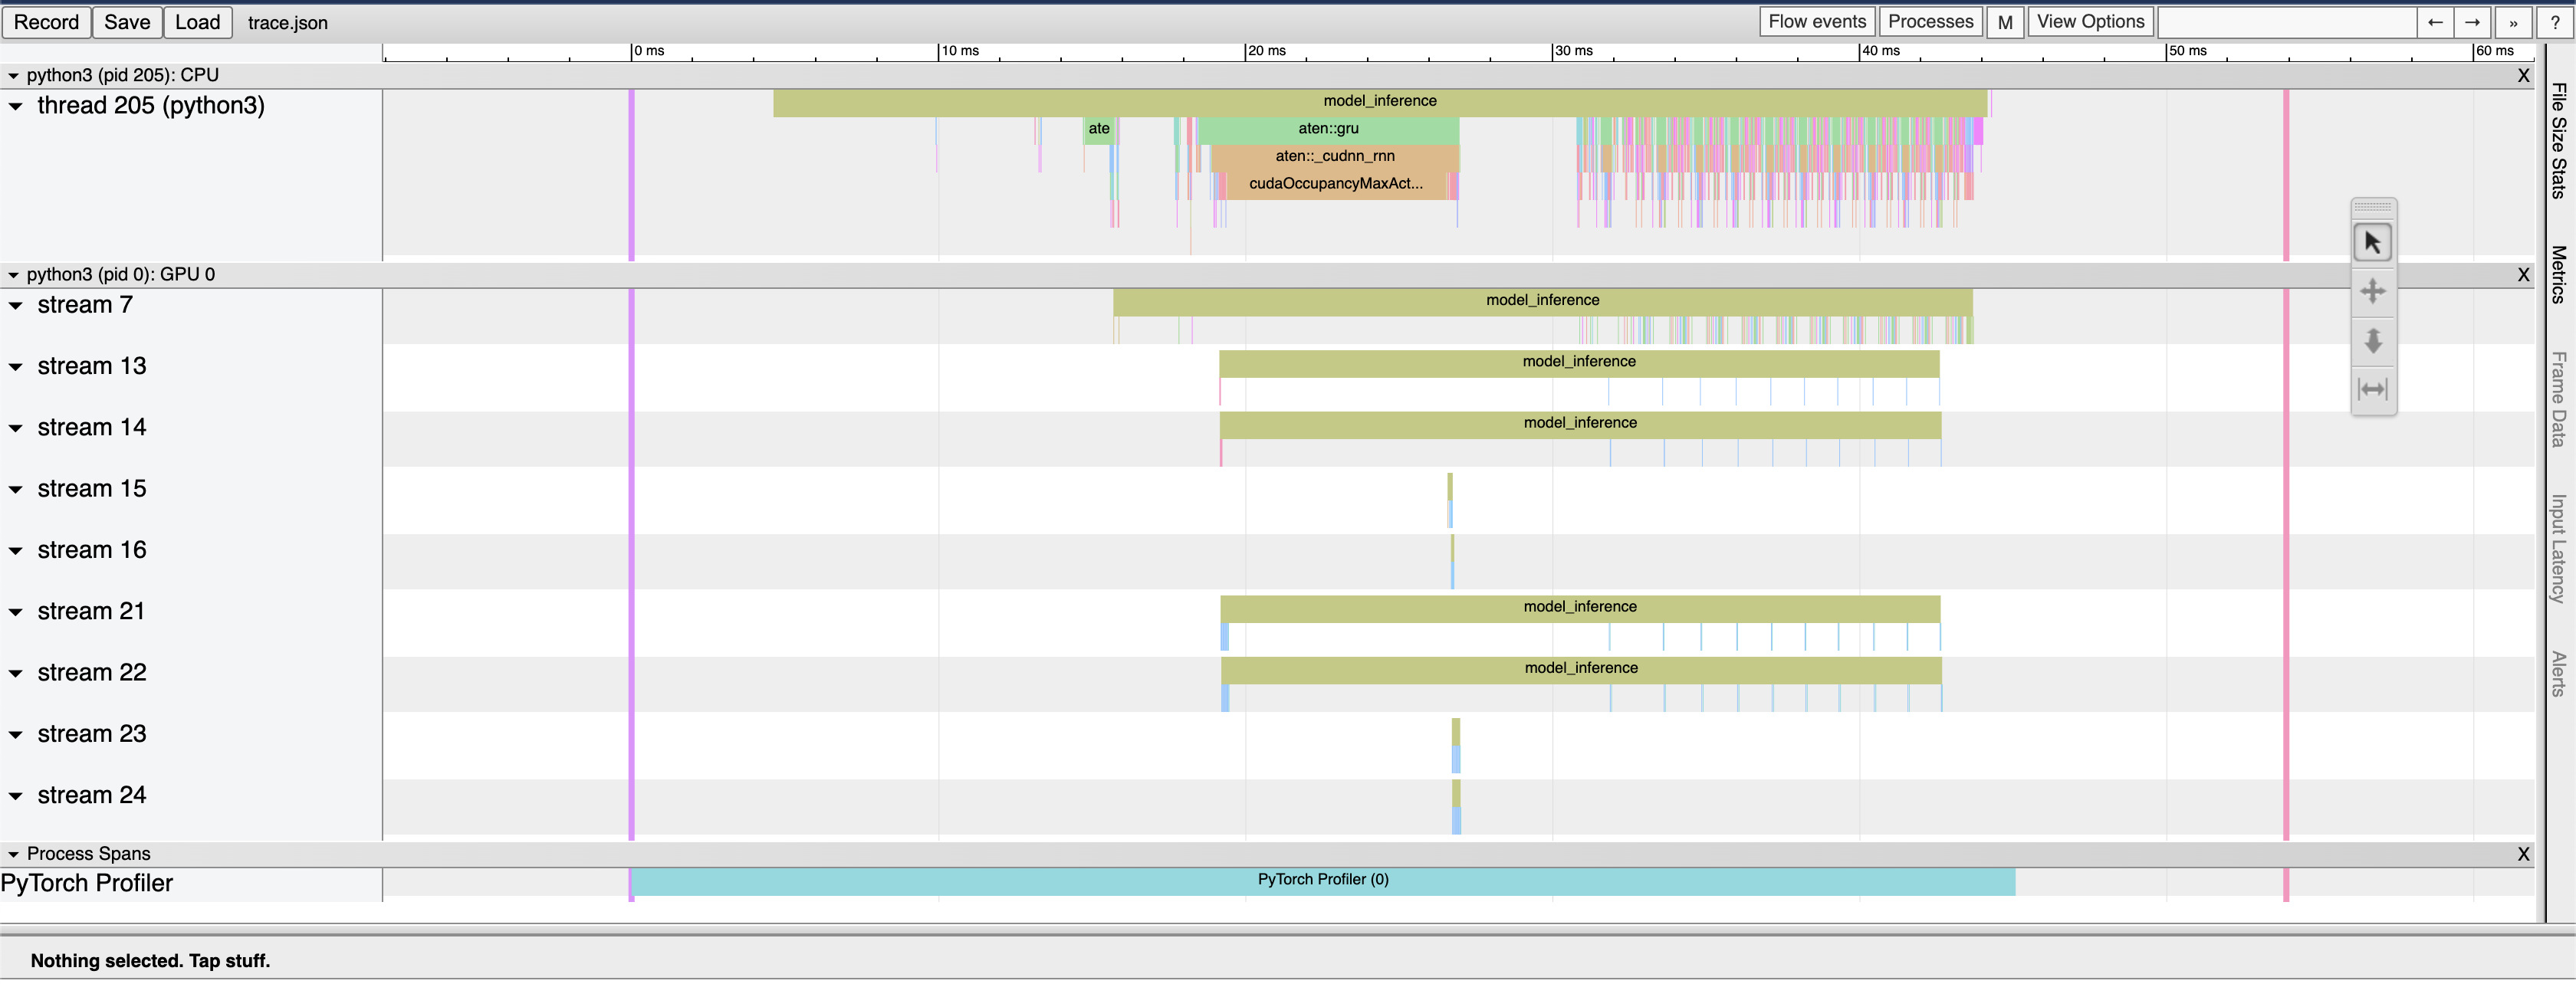 Record Save Load trace.json Flow events Processes M View Options ← → » ?
0 ms 10 ms 20 ms 30 ms 40 ms 50 ms 60 ms
python3 (pid 205): CPU X
thread 205 (python3)
model_inference
ate aten::gru
aten::_cudnn_rnn
cudaOccupancyMaxAct...
python3 (pid 0): GPU 0 X
stream 7 model_inference
stream 13 model_inference
stream 14 model_inference
stream 15
stream 16
stream 21 model_inference
stream 22 model_inference
stream 23
stream 24
Process Spans X
PyTorch Profiler PyTorch Profiler (0)
Nothing selected. Tap stuff.
File Size Stats
Metrics
Frame Data
Input Latency
Alerts